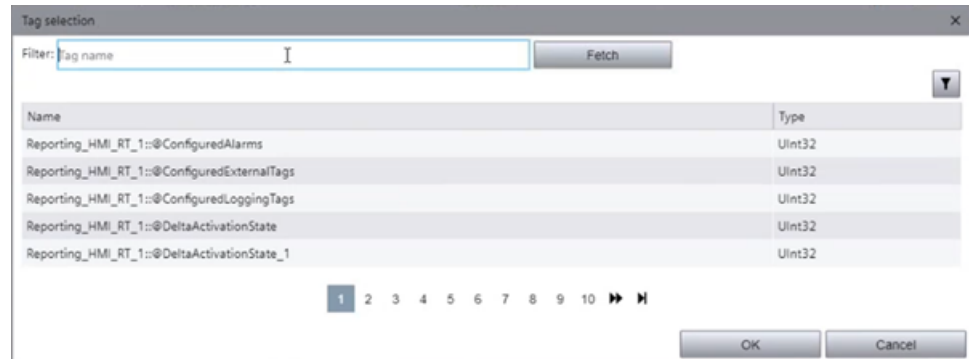 Tag selection
Filter: Tag name Fetch
Name Type
Reporting_HMI_RT_1::@ConfiguredAlarms UInt32
Reporting_HMI_RT_1::@ConfiguredExternalTags UInt32
Reporting_HMI_RT_1::@ConfiguredLoggingTags UInt32
Reporting_HMI_RT_1::@DeltaActivationState UInt32
Reporting_HMI_RT_1::@DeltaActivationState_1 UInt32
1 2 3 4 5 6 7 8 9 10
OK Cancel